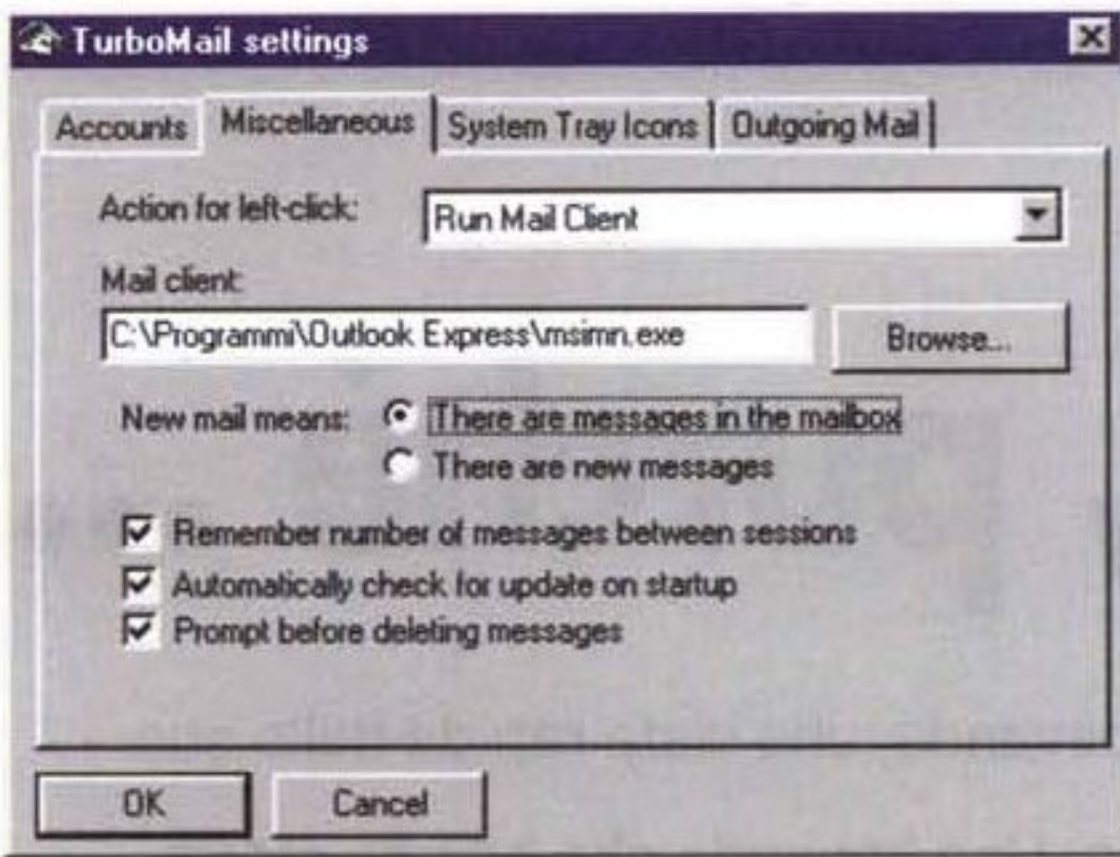 TurboMail settings
Accounts Miscellaneous System Tray Icons Outgoing Mail
Action for left-click: Run Mail Client
Mail client:
C:\Programmi\Outlook Express\msimn.exe Browse...
New mail means: There are messages in the mailbox
There are new messages
Remember number of messages between sessions
Automatically check for update on startup
Prompt before deleting messages
OK Cancel